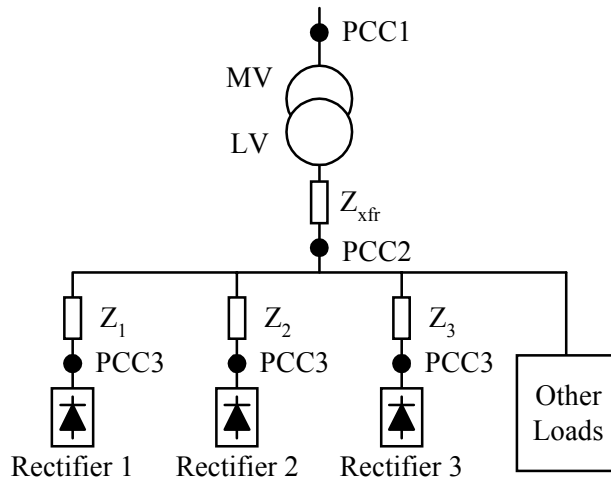 PCC1
MV
LV
Z_xfr
PCC2
Z_1 Z_2 Z_3
PCC3 PCC3 PCC3
Other
Loads
Rectifier 1 Rectifier 2 Rectifier 3